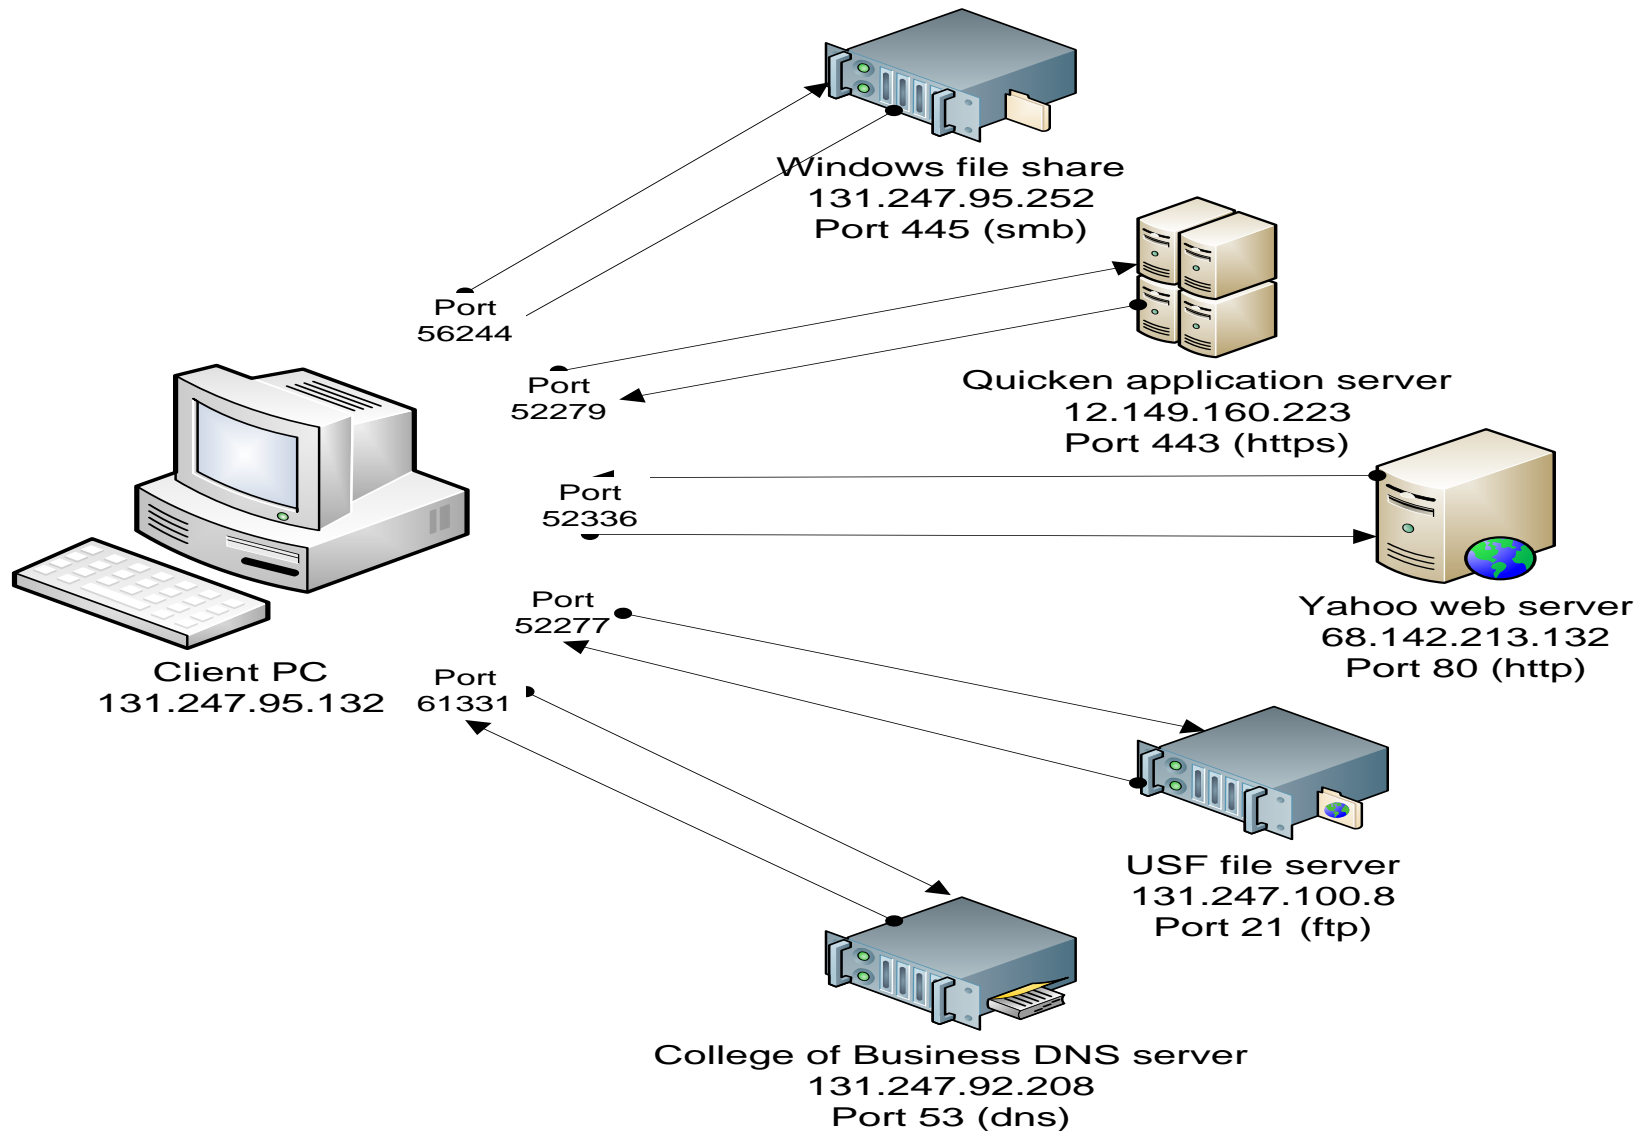 Windows file share
131.247.95.252
Port 445 (smb)
Port
56244
Quicken application server
12.149.160.223
Port 443 (https)
Port
52279
Port
52336
Yahoo web server
68.142.213.132
Port 80 (http)
Port
52277
Client PC
131.247.95.132
Port
61331
USF file server
131.247.100.8
Port 21 (ftp)
College of Business DNS server
131.247.92.208
Port 53 (dns)